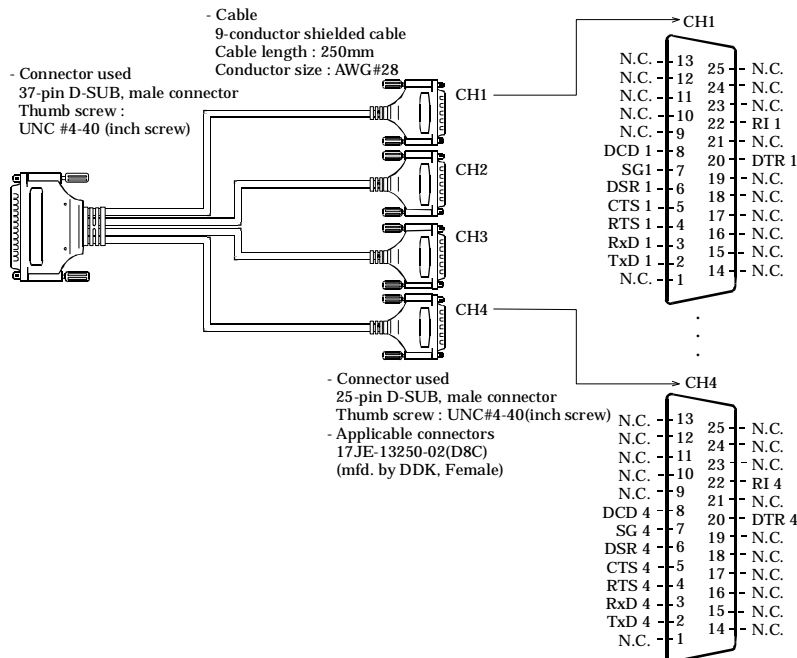 - Cable
9-conductor shielded cable
Cable length : 250mm
Conductor size : AWG#28
- Connector used
37-pin D-SUB, male connector
Thumb screw :
UNC #4-40 (inch screw)
CH1
CH2
CH3
CH4
- Connector used
25-pin D-SUB, male connector
Thumb screw : UNC#4-40(inch screw)
- Applicable connectors
17JE-13250-02(D8C)
(mfd. by DDK, Female)
CH1
N.C. 13
25 N.C.
N.C. 12
24 N.C.
N.C. 11
23 N.C.
N.C. 10
22 RI 1
N.C. 9
21 N.C.
DCD 1 8
20 DTR 1
SG1 7
19 N.C.
DSR 1 6
18 N.C.
CTS 1 5
17 N.C.
RTS 1 4
16 N.C.
RxD 1 3
15 N.C.
TxD 1 2
14 N.C.
N.C. 1
CH4
N.C. 13
25 N.C.
N.C. 12
24 N.C.
N.C. 11
23 N.C.
N.C. 10
22 RI 4
N.C. 9
21 N.C.
DCD 4 8
20 DTR 4
SG 4 7
19 N.C.
DSR 4 6
18 N.C.
CTS 4 5
17 N.C.
RTS 4 4
16 N.C.
RxD 4 3
15 N.C.
TxD 4 2
14 N.C.
N.C. 1